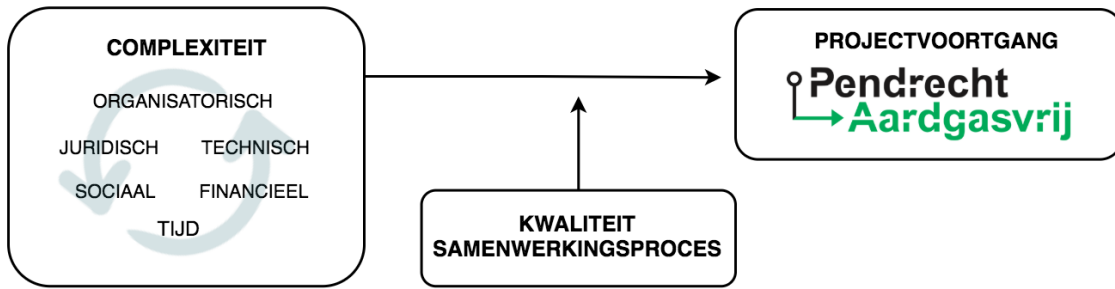 COMPLEXITEIT
ORGANISATORISCH
JURIDISCH TECHNISCH
SOCIAAL FINANCIEEL
TIJD
KWALITEIT
SAMENWERKINGSPROCES
PROJECTVOORTGANG
Pendrecht
Aardgasvrij